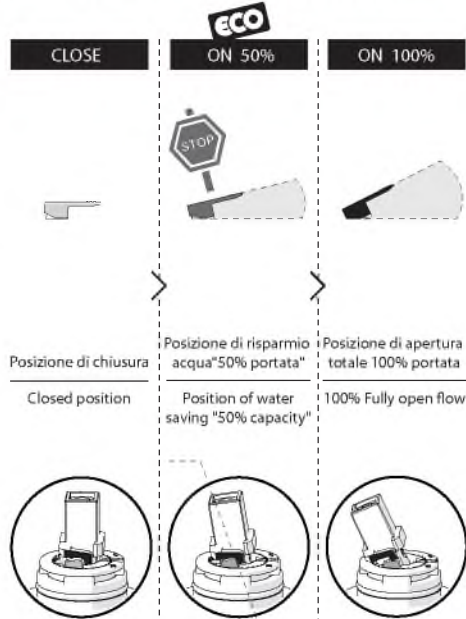 ECO
CLOSE
ON 50%
ON 100%
STOP
Posizione di chiusura
Posizione di risparmio
acqua"50% portata"
Posizione di apertura
totale 100% portata
Closed position
Position of water
saving "50% capacity"
100% Fully open flow